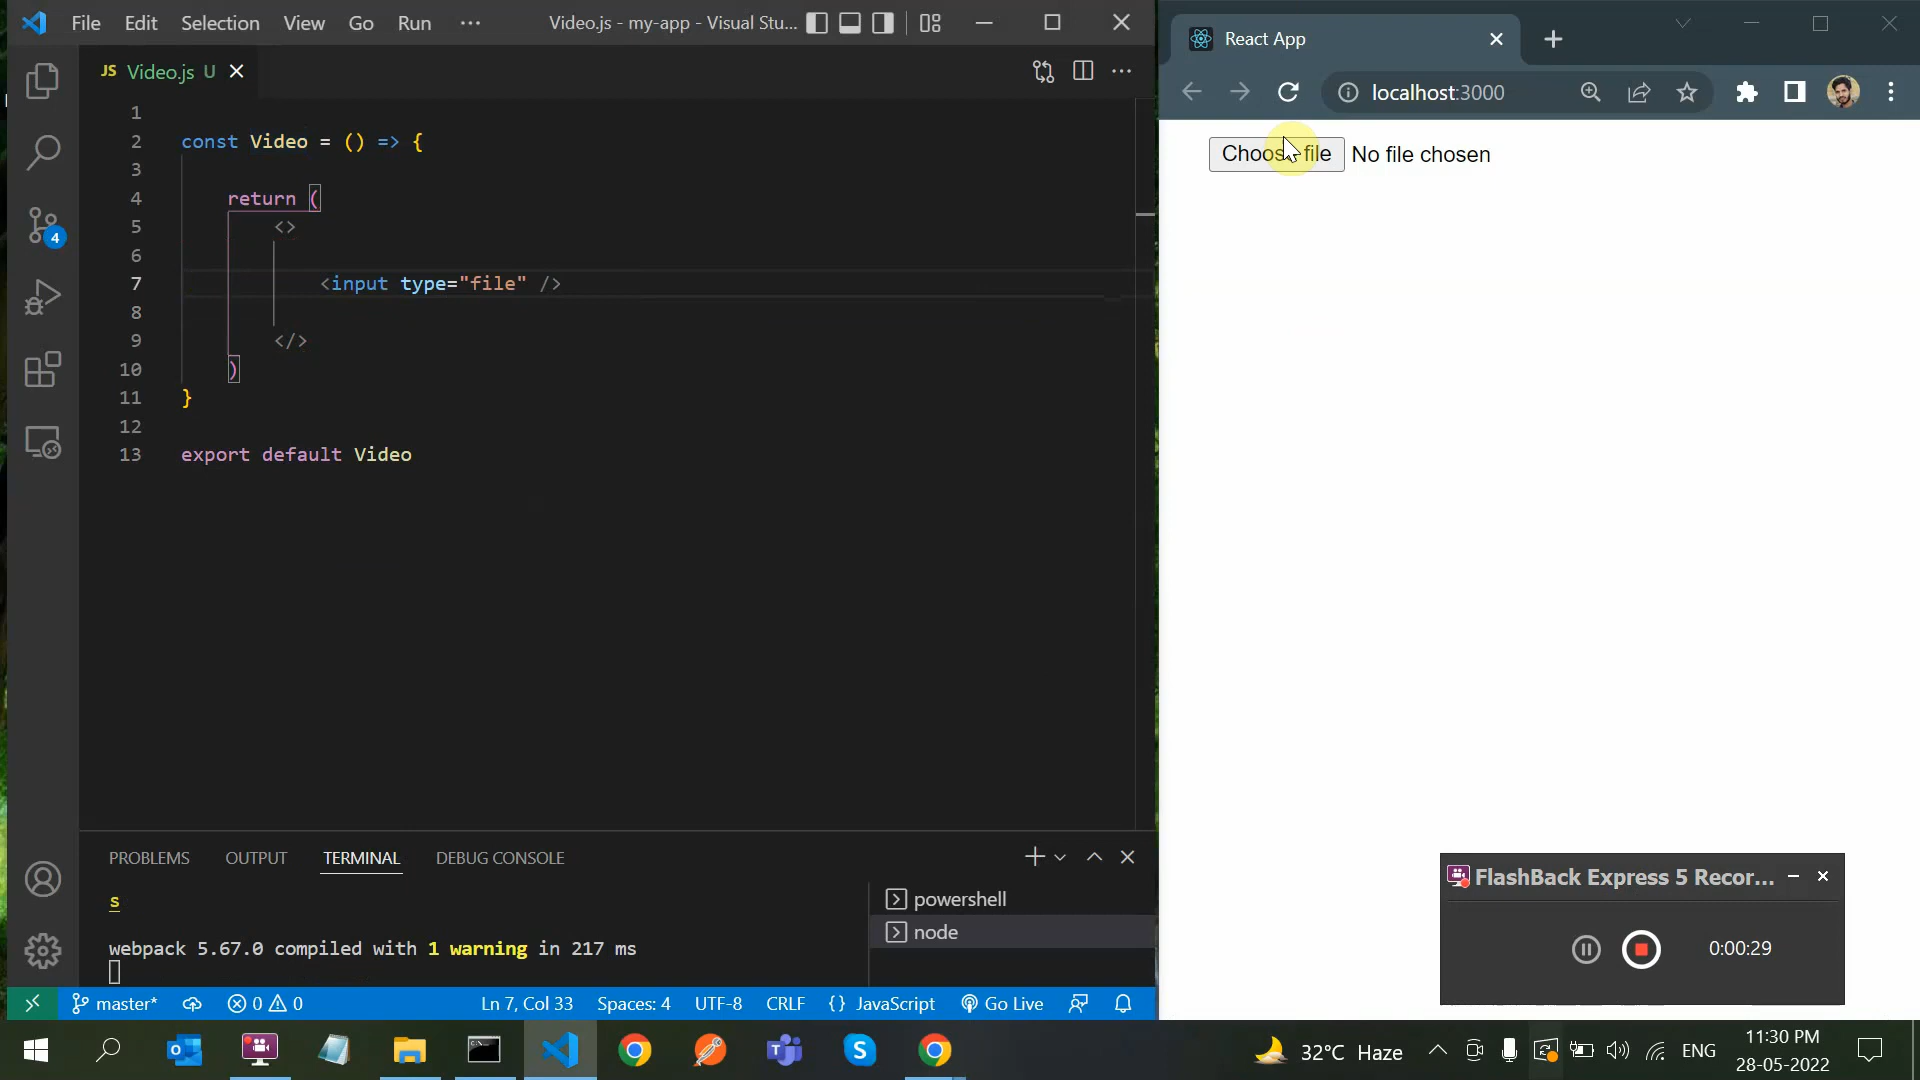 File Edit Selection View Go Run ··· Video.js - my-app - Visual Stu...
JS Video.js U
1
2 const Video = () => {
3
4 return (
5 <>
6
7 <input type="file" />
8
9 </>
10 )
11 }
12
13 export default Video
4
PROBLEMS OUTPUT TERMINAL DEBUG CONSOLE
s
webpack 5.67.0 compiled with 1 warning in 217 ms
powershell
node
master* 0 0 Ln 7, Col 33 Spaces: 4 UTF-8 CRLF {} JavaScript Go Live
React App
localhost:3000
Choose file No file chosen
FlashBack Express 5 Recor...
0:00:29
32°C Haze ENG
11:30 PM
28-05-2022